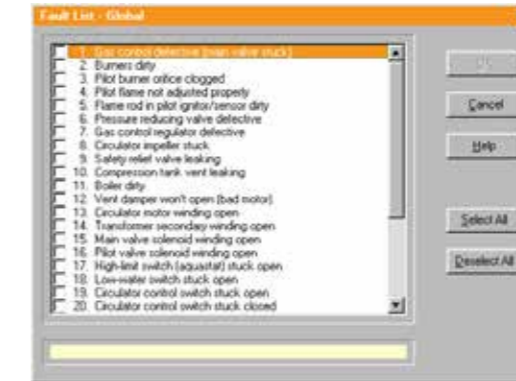 Fault List - Global
1. Gas control defective (main valve stuck)
2. Burners dirty
3. Pilot burner orifice clogged
4. Pilot flame not adjusted properly
5. Flame rod in pilot ignitor/sensor dirty
6. Pressure reducing valve defective
7. Gas control regulator defective
8. Circulator impeller stuck
9. Safety relief valve leaking
10. Compression tank vent leaking
11. Boiler dirty
12. Vent damper won't open (bad motor)
13. Circulator motor winding open
14. Transformer secondary winding open
15. Main valve solenoid winding open
16. Pilot valve solenoid winding open
17. High-limit switch (aquastat) stuck open
18. Low-water switch stuck open
19. Circulator control switch stuck open
20. Circulator control switch stuck closed
Cancel
Help
Select All
Deselect All